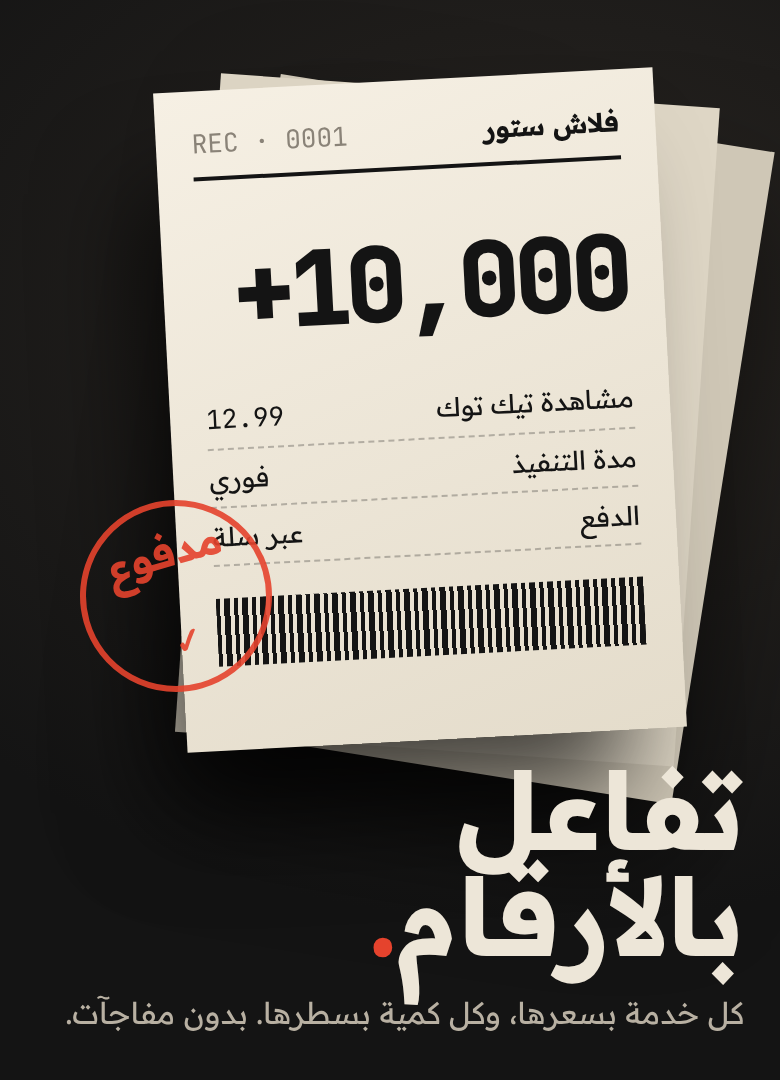 فلاش ستور
REC · 0001
+10,000
مشاهدة تيك توك 12.99
مدة التنفيذ فوري
الدفع عبر سلة
مدفوع
✓
تفاعل
بالأرقام.
كل خدمة بسعرها، وكل كمية بسطرها. بدون مفاجآت.